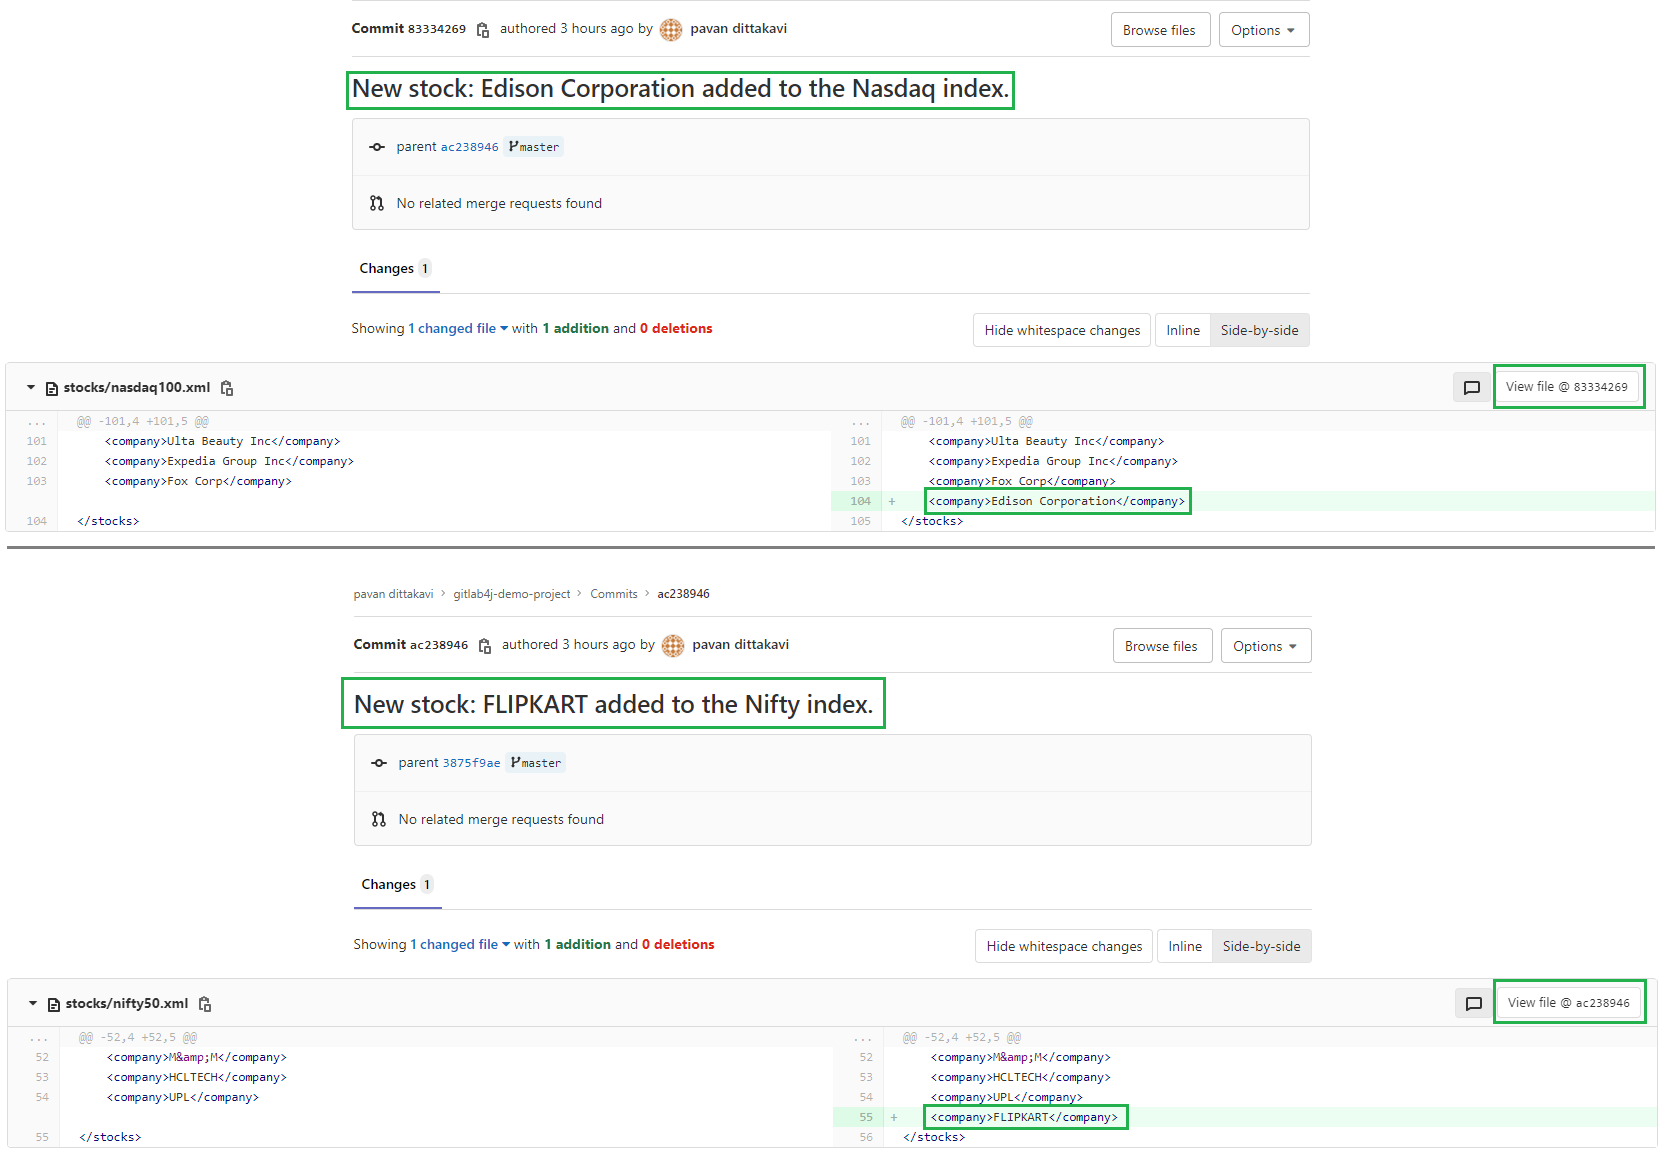 Commit 83334269 authored 3 hours ago by pavan dittakavi Browse files Options
New stock: Edison Corporation added to the Nasdaq index.
parent ac238946 master
No related merge requests found
Changes 1
Showing 1 changed file with 1 addition and 0 deletions Hide whitespace changes Inline Side-by-side
stocks/nasdaq100.xml View file @ 83334269
... @@ -101,4 +101,5 @@ ... @@ -101,4 +101,5 @@
101 <company>Ulta Beauty Inc</company> 101 <company>Ulta Beauty Inc</company>
102 <company>Expedia Group Inc</company> 102 <company>Expedia Group Inc</company>
103 <company>Fox Corp</company> 103 <company>Fox Corp</company>
104 + <company>Edison Corporation</company>
104 </stocks> 105 </stocks>
pavan dittakavi > gitlab4j-demo-project > Commits > ac238946
Commit ac238946 authored 3 hours ago by pavan dittakavi Browse files Options
New stock: FLIPKART added to the Nifty index.
parent 3875f9ae master
No related merge requests found
Changes 1
Showing 1 changed file with 1 addition and 0 deletions Hide whitespace changes Inline Side-by-side
stocks/nifty50.xml View file @ ac238946
... @@ -52,4 +52,5 @@ ... @@ -52,4 +52,5 @@
52 <company>M&amp;M</company> 52 <company>M&amp;M</company>
53 <company>HCLTECH</company> 53 <company>HCLTECH</company>
54 <company>UPL</company> 54 <company>UPL</company>
55 + <company>FLIPKART</company>
55 </stocks> 56 </stocks>